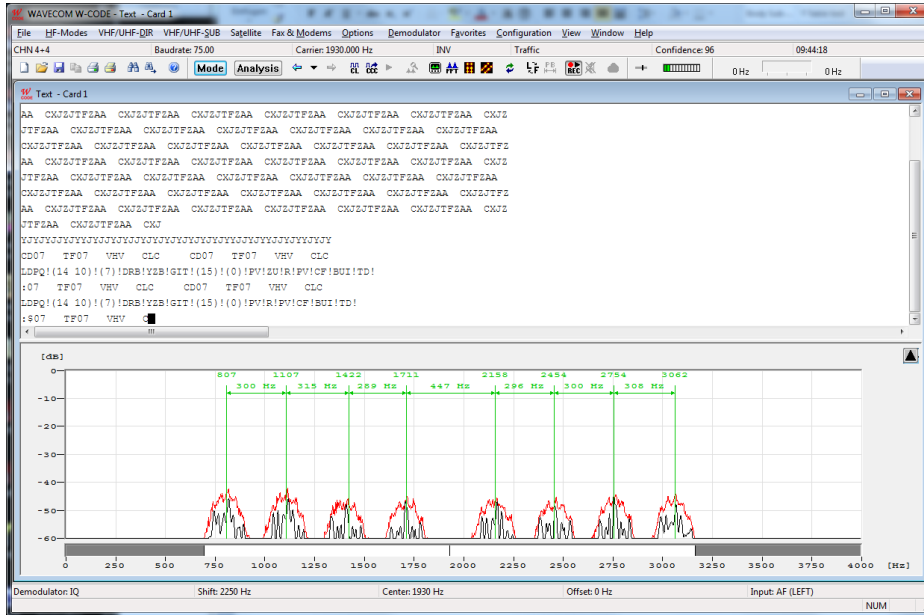 WAVECOM W-CODE - Text - Card 1
File HF-Modes VHF/UHF-DIR VHF/UHF-SUB Satellite Fax & Modems Options Demodulator Favorites Configuration View Window Help
CHN 4+4 Baudrate: 75.00 Carrier: 1930.000 Hz INV Traffic Confidence: 96 09:44:18
Mode Analysis CL CCC L:F FB REC 0 Hz 0 Hz
Text - Card 1
AA CXJZJTFZAA CXJZJTFZAA CXJZJTFZAA CXJZJTFZAA CXJZJTFZAA CXJZJTFZAA CXJZ
JTFZAA CXJZJTFZAA CXJZJTFZAA CXJZJTFZAA CXJZJTFZAA CXJZJTFZAA CXJZJTFZAA
CXJZJTFZAA CXJZJTFZAA CXJZJTFZAA CXJZJTFZAA CXJZJTFZAA CXJZJTFZAA CXJZJTFZ
AA CXJZJTFZAA CXJZJTFZAA CXJZJTFZAA CXJZJTFZAA CXJZJTFZAA CXJZJTFZAA CXJZ
JTFZAA CXJZJTFZAA CXJZJTFZAA CXJZJTFZAA CXJZJTFZAA CXJZJTFZAA CXJZJTFZAA
CXJZJTFZAA CXJZJTFZAA CXJZJTFZAA CXJZJTFZAA CXJZJTFZAA CXJZJTFZAA CXJZJTFZ
AA CXJZJTFZAA CXJZJTFZAA CXJZJTFZAA CXJZJTFZAA CXJZJTFZAA CXJZJTFZAA CXJZ
JTFZAA CXJZJTFZAA CXJ
YJYJYJJYJYYJYJJYJYJYJJYJYJYJYJYJYJYJJYJYYJJYJYYJYJY
CD07 TF07 VHV CLC CD07 TF07 VHV CLC
LDPQ!(14 10)!(7)!DRB!YZB!GIT!(15)!(0)!PV!ZU!R!PV!CF!BUI!TD!
:07 TF07 VHV CLC CD07 TF07 VHV CLC
LDPQ!(14 10)!(7)!DRB!YZB!GIT!(15)!(0)!PV!R!PV!CF!BUI!TD!
:$07 TF07 VHV C
[dB]
807 1107 1422 1711 2158 2454 2754 3062
300 Hz 315 Hz 289 Hz 447 Hz 296 Hz 300 Hz 308 Hz
0
-10
-20
-30
-40
-50
-60
0 250 500 750 1000 1250 1500 1750 2000 2250 2500 2750 3000 3250 3500 3750 4000 [Hz]
Demodulator: IQ Shift: 2250 Hz Center: 1930 Hz Offset: 0 Hz Input: AF (LEFT)
NUM